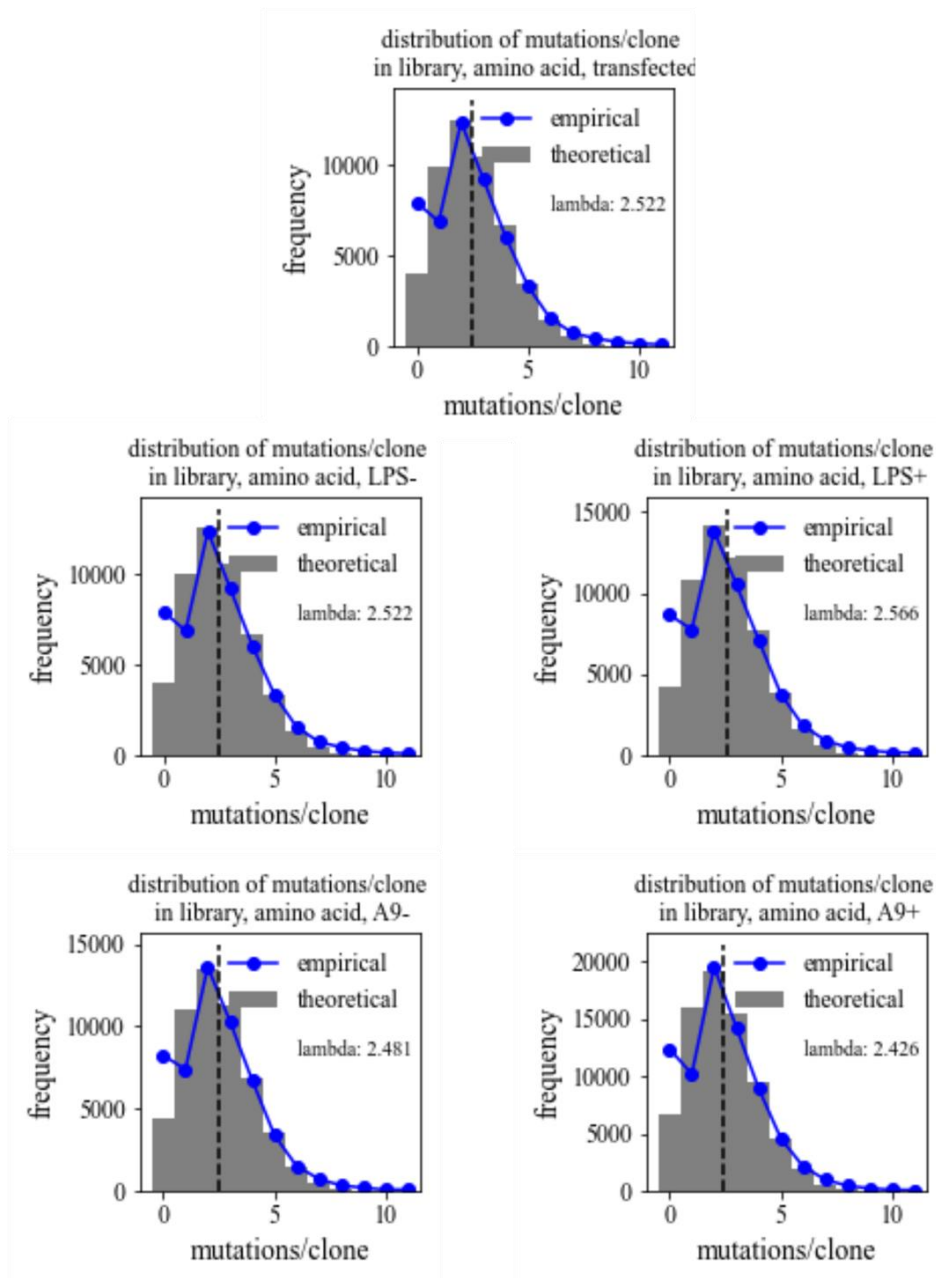 distribution of mutations/clone
in library, amino acid, transfected
empirical
theoretical
lambda: 2.522
frequency
10000
5000
0
0 5 10
mutations/clone
distribution of mutations/clone
in library, amino acid, LPS-
empirical
theoretical
lambda: 2.522
frequency
10000
5000
0
0 5 10
mutations/clone
distribution of mutations/clone
in library, amino acid, LPS+
empirical
theoretical
lambda: 2.566
frequency
15000
10000
5000
0
0 5 10
mutations/clone
distribution of mutations/clone
in library, amino acid, A9-
empirical
theoretical
lambda: 2.481
frequency
15000
10000
5000
0
0 5 10
mutations/clone
distribution of mutations/clone
in library, amino acid, A9+
empirical
theoretical
lambda: 2.426
frequency
20000
15000
10000
5000
0
0 5 10
mutations/clone